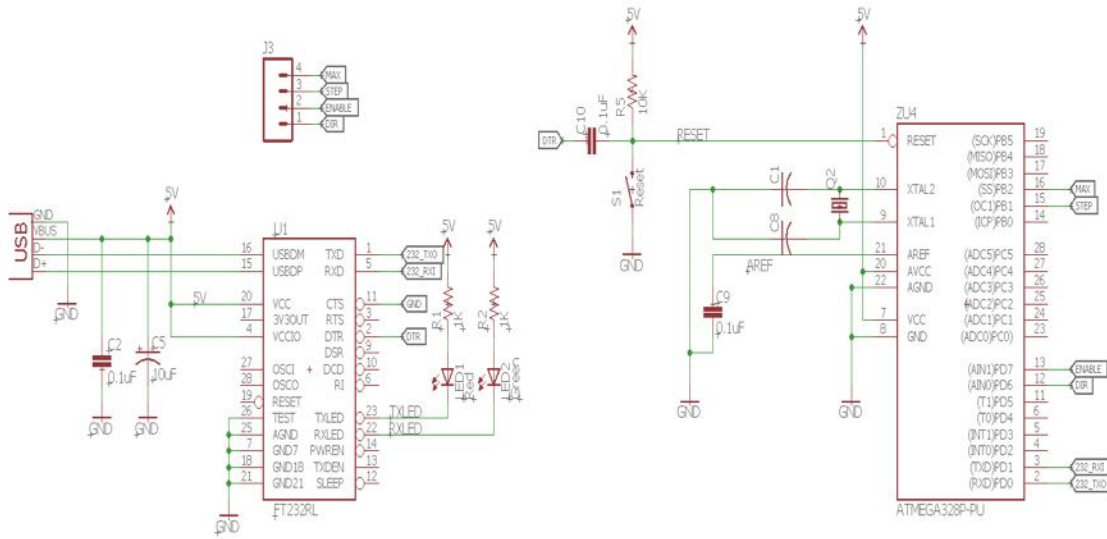 J3
4 MAX
3 STEP
2 ENABLE
1 DIR
USB
GND
VBUS
D-
D+
5V
GND
C2
0.1uF
GND
C5
10uF
GND
5V
U1
16 USBDM TXD 1 232_TXO
15 USBDP RXD 5 232_RXI
20 VCC CTS 11 GND
17 3V3OUT RTS 3
4 VCCIO DTR 2 DTR
DSR 9
27 OSCI DCD 10
28 OSCO RI 6
19 RESET
26 TEST TXLED 23 TXLED
25 AGND RXLED 22 RXLED
7 GND7 PWREN 14
18 GND18 TXDEN 13
21 GND21 SLEEP 12
FT232RL
GND
5V
R1
1K
LED1
Red
5V
R2
1K
LED2
Green
5V
R5
10K
DTR
C10
0.1uF
RESET
S1
Reset
GND
C1
C8
Q2
AREF
C9
0.1uF
GND
GND
5V
ZU4
1 RESET (SCK)PB5 19
(MISO)PB4 18
(MOSI)PB3 17
10 XTAL2 (SS)PB2 16 MAX
(OC1)PB1 15 STEP
9 XTAL1 (ICP)PB0 14
21 AREF (ADC5)PC5 28
20 AVCC (ADC4)PC4 27
22 AGND (ADC3)PC3 26
(ADC2)PC2 25
7 VCC (ADC1)PC1 24
8 GND (ADC0)PC0) 23
(AIN1)PD7 13 ENABLE
(AIN0)PD6 12 DIR
(T1)PD5 11
(T0)PD4 6
(INT1)PD3 5
(INT0)PD2 4
(TXD)PD1 3 232_RXI
(RXD)PD0 2 232_TXO
ATMEGA328P-PU